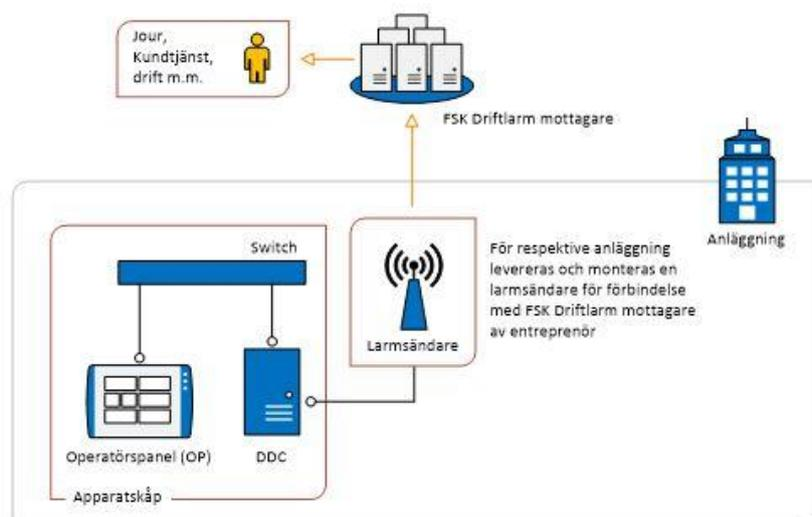 Jour,
Kundtjänst,
drift m.m.
FSK Driftlarm mottagare
Anläggning
Switch
För respektive anläggning
levereras och monteras en
larmsändare för förbindelse
med FSK Driftlarm mottagare
av entreprenör
Larmsändare
Operatörspanel (OP)
DDC
Apparatskåp